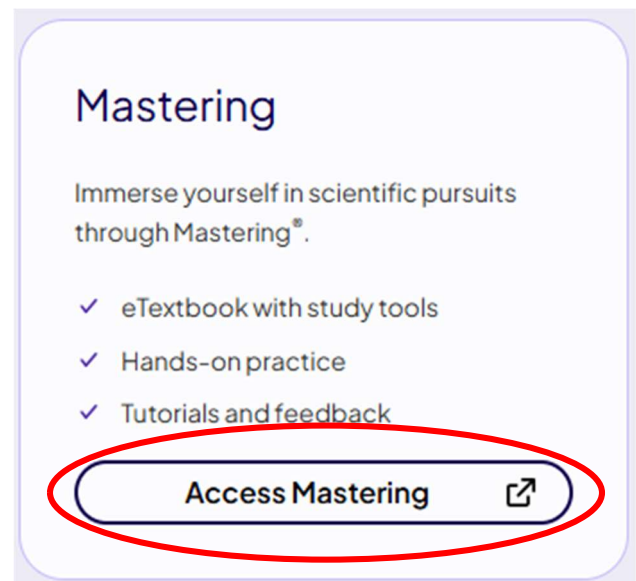 Mastering
Immerse yourself in scientific pursuits
through Mastering®.
eTextbook with study tools
Hands-on practice
Tutorials and feedback
Access Mastering